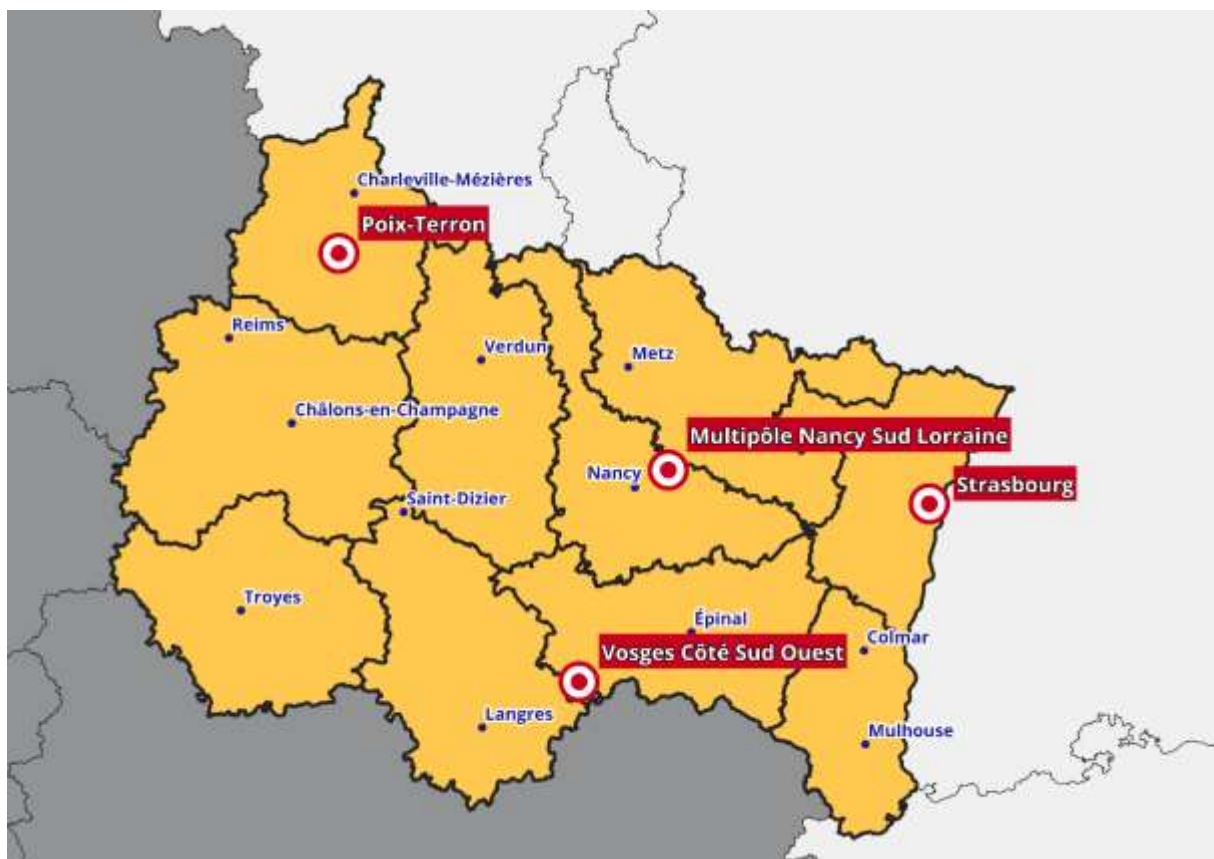 Charleville-Mézières
Poix-Terron
Reims
Verdun
Metz
Châlons-en-Champagne
Multipôle Nancy Sud Lorraine
Nancy
Strasbourg
Saint-Dizier
Troyes
Épinal
Colmar
Vosges Côté Sud Ouest
Langres
Mulhouse